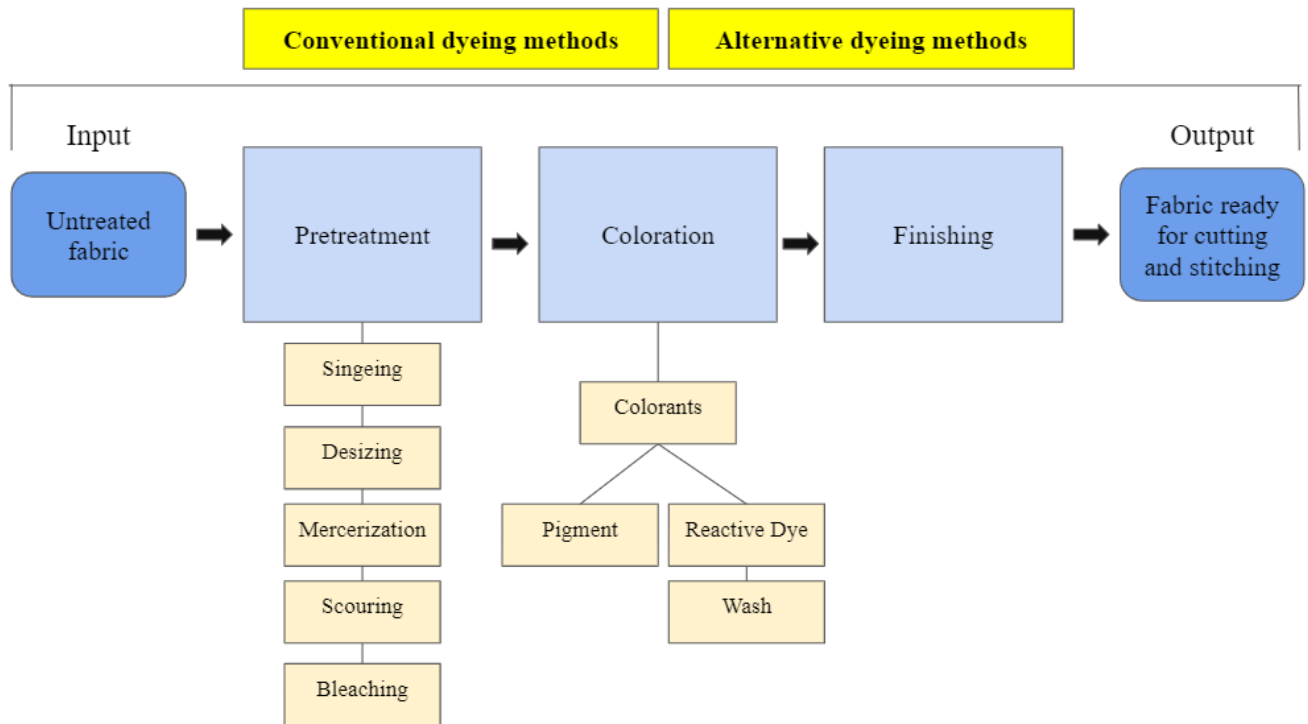 Conventional dyeing methods
Alternative dyeing methods
Input
Output
Untreated
fabric
Pretreatment
Coloration
Finishing
Fabric ready
for cutting
and stitching
Singeing
Desizing
Mercerization
Scouring
Bleaching
Colorants
Pigment
Reactive Dye
Wash